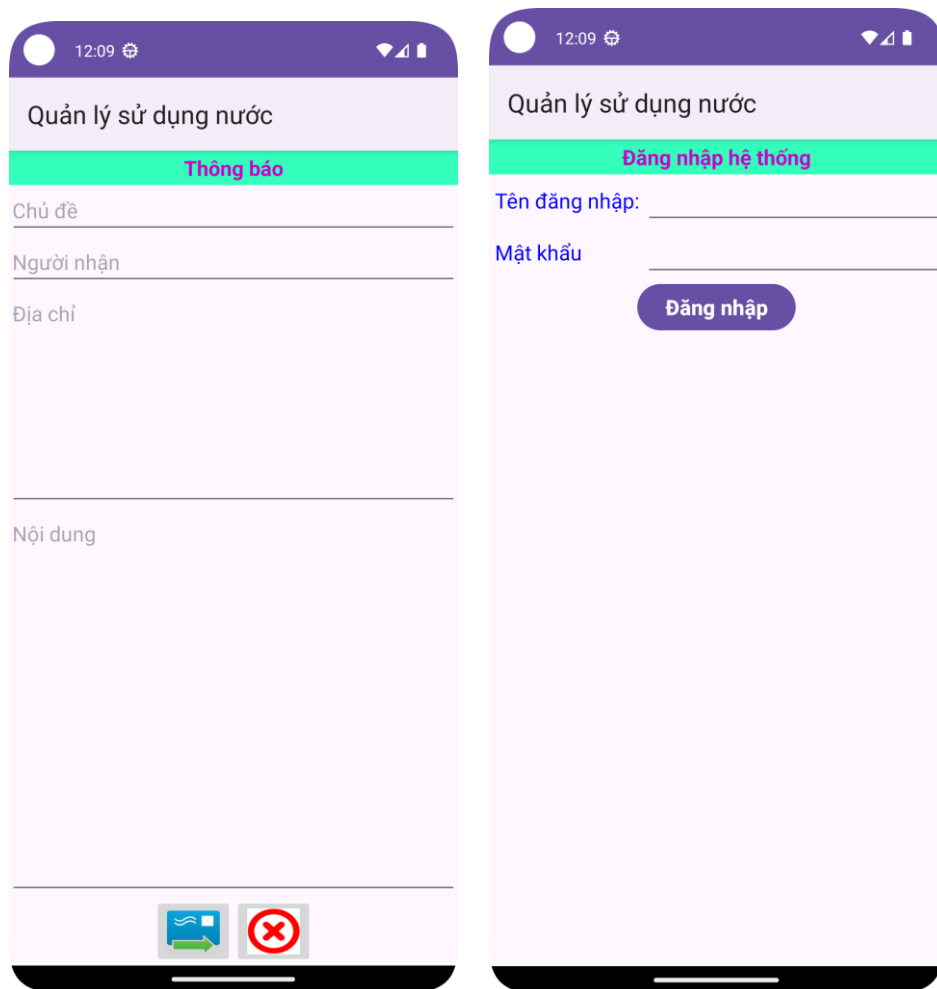 12:09
Quản lý sử dụng nước
Thông báo
Chủ đề
Người nhận
Địa chỉ
Nội dung
12:09
Quản lý sử dụng nước
Đăng nhập hệ thống
Tên đăng nhập:
Mật khẩu
Đăng nhập